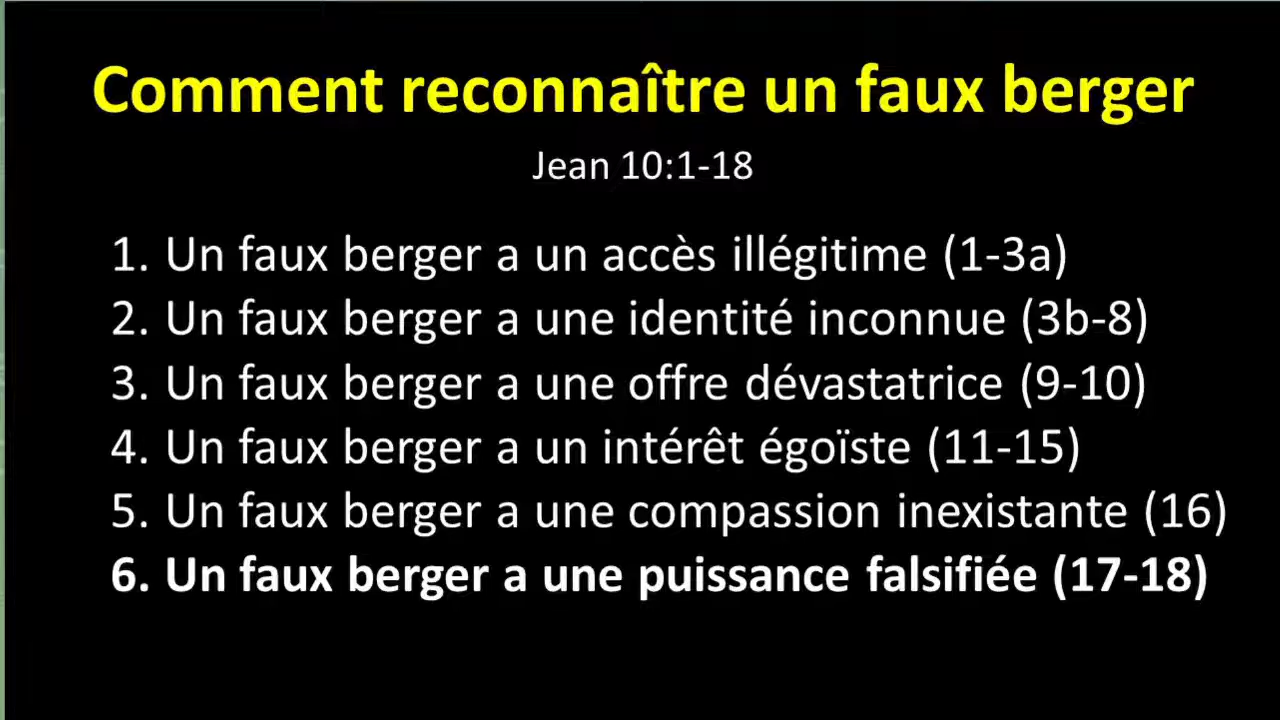 Comment reconnaître un faux berger
Jean 10:1-18
1. Un faux berger a un accès illégitime (1-3a)
2. Un faux berger a une identité inconnue (3b-8)
3. Un faux berger a une offre dévastatrice (9-10)
4. Un faux berger a un intérêt égoïste (11-15)
5. Un faux berger a une compassion inexistante (16)
6. Un faux berger a une puissance falsifiée (17-18)